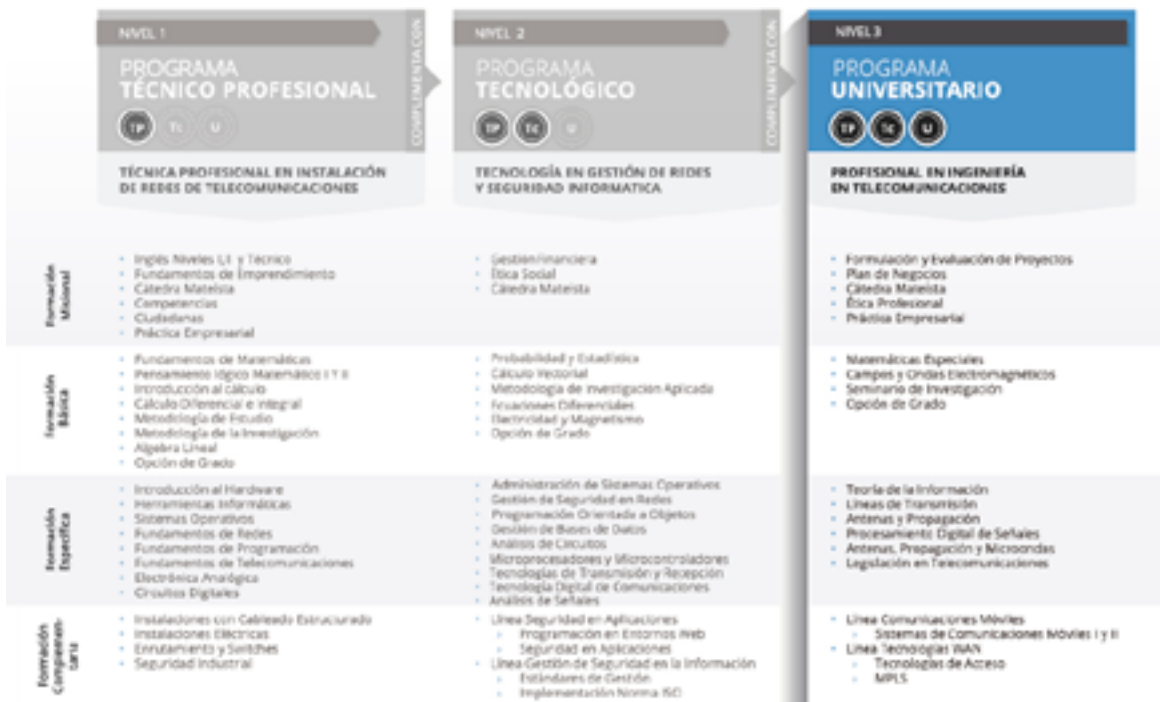 NIVEL 1
PROGRAMA
TÉCNICO PROFESIONAL
TP Tc U
COMPLEMENTA CON
TÉCNICA PROFESIONAL EN INSTALACIÓN
DE REDES DE TELECOMUNICACIONES
NIVEL 2
PROGRAMA
TECNOLÓGICO
TP Tc U
COMPLEMENTA CON
TECNOLOGÍA EN GESTIÓN DE REDES
Y SEGURIDAD INFORMATICA
NIVEL 3
PROGRAMA
UNIVERSITARIO
TP Tc U
PROFESIONAL EN INGENIERÍA
EN TELECOMUNICACIONES
Formación
Misional
Inglés Niveles I,II y Técnico
Fundamentos de Emprendimiento
Cátedra Mateísta
Competencias
Ciudadanas
Práctica Empresarial
Gestión Financiera
Ética Social
Cátedra Mateísta
Formulación y Evaluación de Proyectos
Plan de Negocios
Cátedra Mateísta
Ética Profesional
Práctica Empresarial
Formación
Básica
Fundamentos de Matemáticas
Pensamiento lógico Matemático I Y II
Introducción al cálculo
Cálculo Diferencial e Integral
Metodología de Estudio
Metodología de la Investigación
Algebra Lineal
Opción de Grado
Probabilidad y Estadística
Cálculo Vectorial
Metodología de Investigación Aplicada
Ecuaciones Diferenciales
Electricidad y Magnetismo
Opción de Grado
Matemáticas Especiales
Campos y Ondas Electromagnéticos
Seminario de Investigación
Opción de Grado
Formación
Específica
Introducción al Hardware
Herramientas Informáticas
Sistemas Operativos
Fundamentos de Redes
Fundamentos de Programación
Fundamentos de Telecomunicaciones
Electrónica Analógica
Circuitos Digitales
Administración de Sistemas Operativos
Gestión de Seguridad en Redes
Programación Orientada a Objetos
Gestión de Bases de Datos
Análisis de Circuitos
Microprocesadores y Microcontroladores
Tecnologías de Transmisión y Recepción
Tecnología Digital de Comunicaciones
Análisis de Señales
Teoría de la Información
Líneas de Transmisión
Antenas y Propagación
Procesamiento Digital de Señales
Antenas, Propagación y Microondas
Legislación en Telecomunicaciones
Formación
Complemen-
taria
Instalaciones con Cableado Estructurado
Instalaciones Eléctricas
Enrutamiento y Switches
Seguridad Industrial
Línea Seguridad en Aplicaciones
Programación en Entornos Web
Seguridad en Aplicaciones
Línea Gestión de Seguridad en la Información
Estándares de Gestión
Implementación Norma ISO
Línea Comunicaciones Móviles
Sistemas de Comunicaciones Móviles I y II
Línea Tecnologías WAN
Tecnologías de Acceso
MPLS